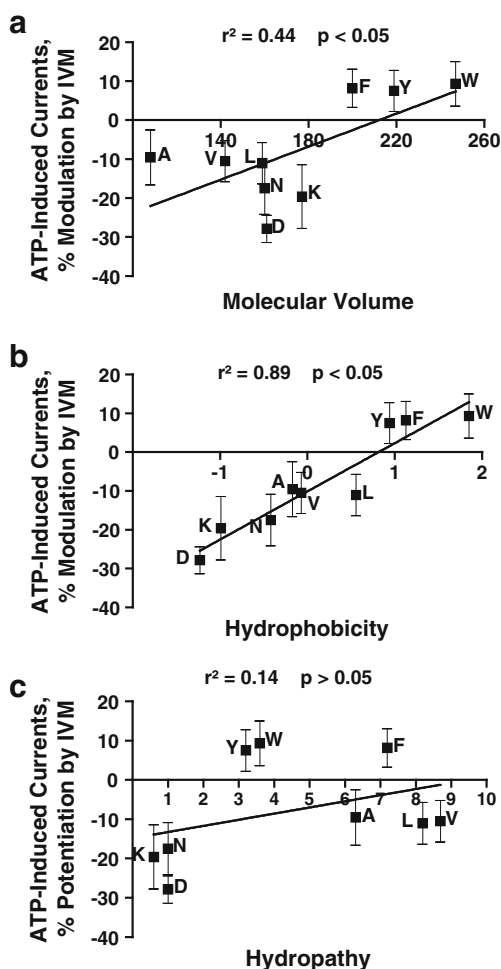 a
r² = 0.44 p < 0.05
ATP-Induced Currents,
% Modulation by IVM
20
10
0
-10
-20
-30
-40
140
180
220
260
A
V
L
N
D
K
F
Y
W
Molecular Volume
b
r² = 0.89 p < 0.05
ATP-Induced Currents,
% Modulation by IVM
20
10
0
-10
-20
-30
-40
-1
0
1
2
D
K
N
A
V
L
Y
F
W
Hydrophobicity
c
r² = 0.14 p > 0.05
ATP-Induced Currents,
% Potentiation by IVM
20
10
0
-10
-20
-30
-40
1 2 3 4 5 6 7 8 9 10
K
N
D
Y
W
A
F
L
V
Hydropathy